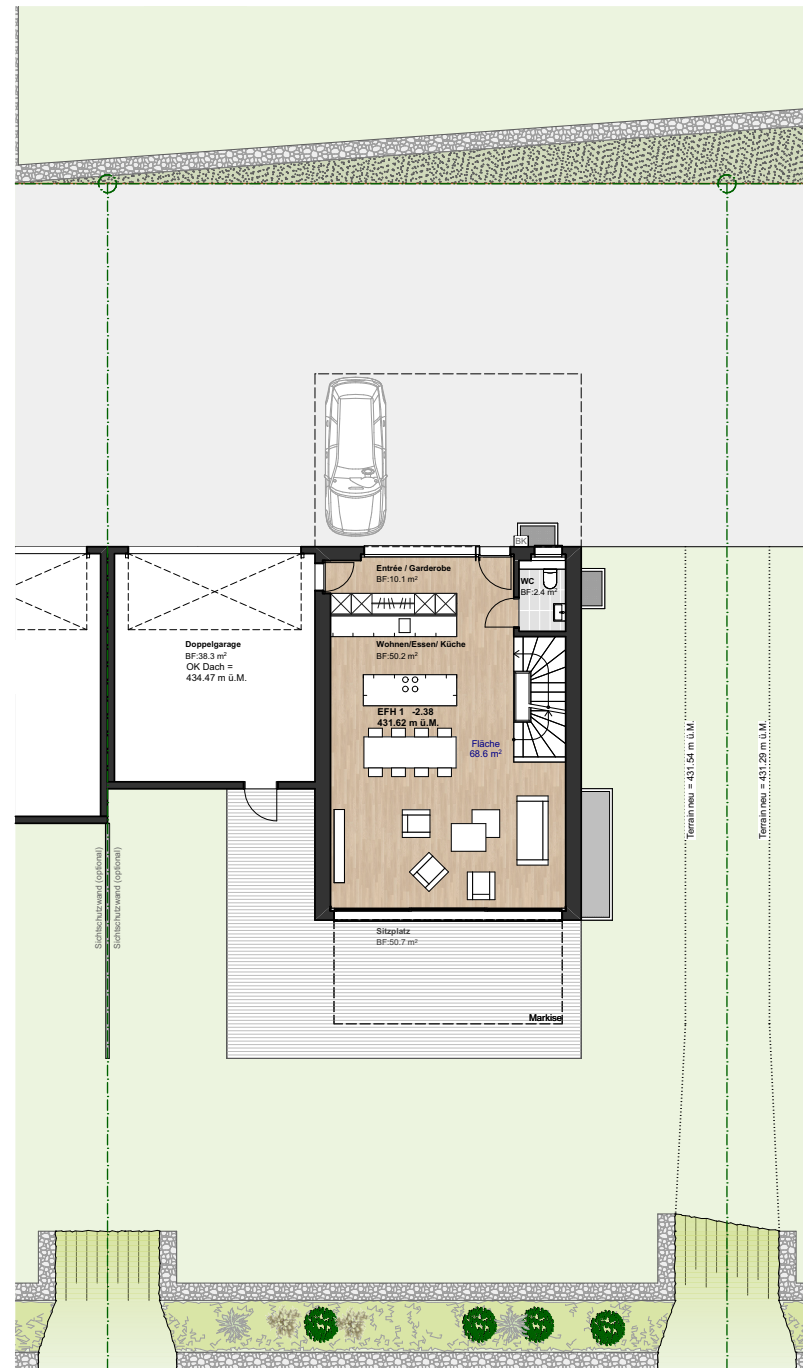 BK
Entrée / Garderobe
BF:10.1 m²
WC
BF:2.4 m²
Doppelgarage
BF:38.3 m²
OK Dach =
434.47 m ü.M.
Wohnen/Essen/ Küche
BF:50.2 m²
EFH 1 -2.38
431.62 m ü.M.
Fläche
68.6 m²
Terrain neu = 431.54 m ü.M.
Terrain neu = 431.29 m ü.M.
Sichtschutzwand (optional)
Sichtschutzwand (optional)
Sitzplatz
BF:50.7 m²
Markise